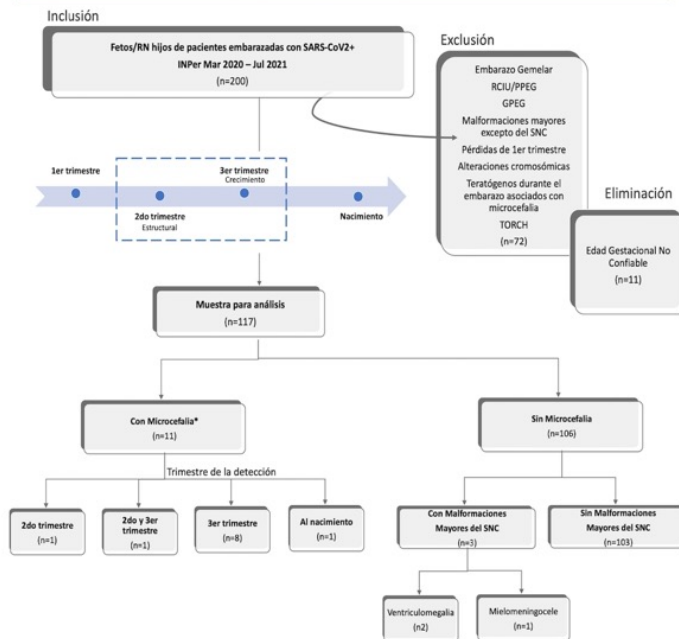 Inclusión
Fetos/RN hijos de pacientes embarazadas con SARS-CoV2+
INPer Mar 2020 – Jul 2021
(n=200)
Exclusión
Embarazo Gemelar
RCIU/PPEG
GPEG
Malformaciones mayores
excepto del SNC
Pérdidas de 1er trimestre
Alteraciones cromosómicas
Teratógenos durante el
embarazo asociados con
microcefalia
TORCH
(n=72)
Eliminación
Edad Gestacional No
Confiable
(n=11)
1er trimestre
2do trimestre
Estructural
3er trimestre
Crecimiento
Nacimiento
Muestra para análisis
(n=117)
Con Microcefalia*
(n=11)
Sin Microcefalia
(n=106)
Trimestre de la detección
2do trimestre
(n=1)
2do y 3er
trimestre
(n=1)
3er trimestre
(n=8)
Al nacimiento
(n=1)
Con Malformaciones
Mayores del SNC
(n=3)
Sin Malformaciones
Mayores del SNC
(n=103)
Ventriculomegalia
(n2)
Mielomeningocele
(n=1)